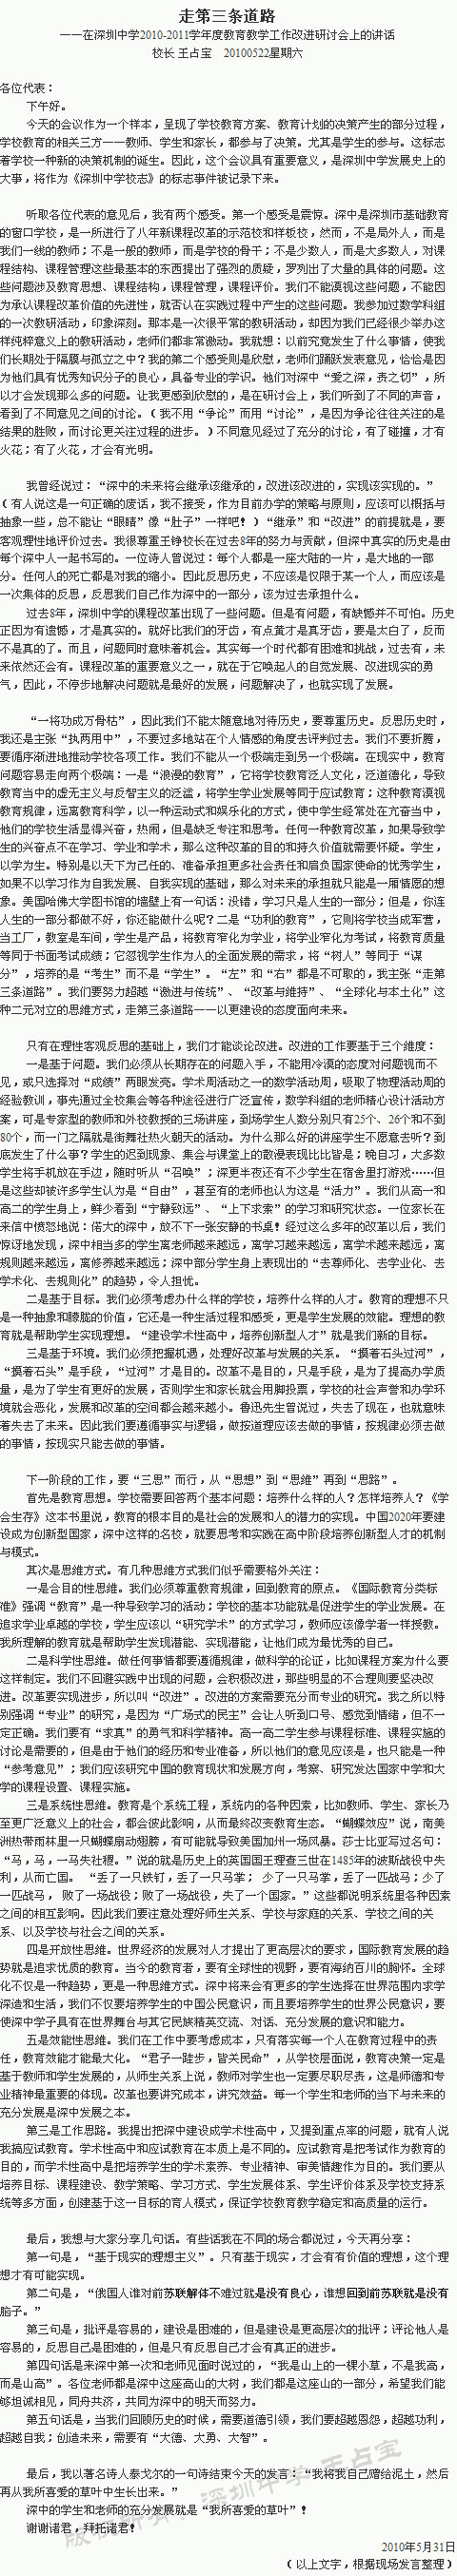 走第三条道路
——在深圳中学2010-2011学年度教育教学工作改进研讨会上的讲话
校长 王占宝 20100522星期六
各位代表：
下午好。
今天的会议作为一个样本，呈现了学校教育方案、教育计划的决策产生的部分过程，
学校教育的相关三方——教师、学生和家长，都参与了决策。尤其是学生的参与。这标志
着学校一种新的决策机制的诞生。因此，这个会议具有重要意义，是深圳中学发展史上的
大事，将作为《深圳中学校志》的标志事件被记录下来。
听取各位代表的意见后，我有两个感受。第一个感受是震惊。深中是深圳市基础教育
的窗口学校，是一所进行了八年新课程改革的示范校和样板校，然而，不是局外人，而是
我们一线的教师；不是一般的教师，而是学校的骨干；不是少数人，而是大多数人，对课
程结构、课程管理这些最基本的东西提出了强烈的质疑，罗列出了大量的具体的问题。这
些问题涉及教育思想、课程结构，课程管理，课程评价。我们不能漠视这些问题，不能因
为承认课程改革价值的先进性，就否认在实践过程中产生的这些问题。我参加过数学科组
的一次教研活动，印象深刻。那本是一次很平常的教研活动，却因为我们已经很少举办这
样纯粹意义上的教研活动，老师们都非常激动。我就想：以前究竟发生了什么事情，使我
们长期处于隔膜与孤立之中？我的第二个感受则是欣慰，老师们踊跃发表意见，恰恰是因
为他们具有优秀知识分子的良心，具备专业的学识。他们对深中“爱之深，责之切”，所
以才会发现那么多的问题。让我更感到欣慰的，是在研讨会上，我们听到了不同的声音，
看到了不同意见之间的讨论。（我不用“争论”而用“讨论”，是因为争论往往关注的是
结果的胜败，而讨论更关注过程的进步。）不同意见经过了充分的讨论，有了碰撞，才有
火花；有了火花，才会有光明。
我曾经说过：“深中的未来将会继承该继承的，改进该改进的，实现该实现的。”
（有人说这是一句正确的废话，我不接受，作为目前办学的策略与原则，应该可以概括与
抽象一些，总不能让“眼睛”像“肚子”一样吧！）“继承”和“改进”的前提就是，要
客观理性地评价过去。我很尊重王铮校长在过去8年的努力与贡献，但深中真实的历史是由
每个深中人一起书写的。一位诗人曾说过：每个人都是一座大陆的一片，是大地的一部
分。任何人的死亡都是对我的缩小。因此反思历史，不应该是仅限于某一个人，而应该是
一次集体的反思，反思我们自己作为深中的一部分，该为过去承担什么。
过去8年，深圳中学的课程改革出现了一些问题。但是有问题，有缺憾并不可怕。历史
正因为有遗憾，才是真实的。就好比我们的牙齿，有点黄才是真牙齿，要是太白了，反而
不是真的了。而且，问题同时意味着机会。其实每一个时代都有困难和挑战，过去有，未
来依然还会有。课程改革的重要意义之一，就在于它唤起人的自觉发展、改进现实的勇
气，因此，不停步地解决问题就是最好的发展，问题解决了，也就实现了发展。
“一将功成万骨枯”，因此我们不能太随意地对待历史，要尊重历史。反思历史时，
我还是主张“执两用中”，不要过多地站在个人情感的角度去评判过去。我们不要折腾，
要循序渐进地推动学校各项工作。我们不能从一个极端走到另一个极端。在现实中，教育
问题容易走向两个极端：一是“浪漫的教育”，它将学校教育泛人文化，泛道德化，导致
教育当中的虚无主义与反智主义的泛滥，将学生学业发展等同于应试教育；这种教育漠视
教育规律，远离教育科学，以一种运动式和娱乐化的方式，使中学生经常处在亢奋当中，
他们的学校生活显得兴奋，热闹，但是缺乏专注和思考。任何一种教育改革，如果导致学
生的兴奋点不在学习、学业和学术，那么这种改革的目的和持久价值就需要怀疑。学生，
以学为生。特别是以天下为己任的、准备承担更多社会责任和肩负国家使命的优秀学生，
如果不以学习作为自我发展、自我实现的基础，那么对未来的承担就只能是一厢情愿的想
象。美国哈佛大学图书馆的墙壁上有一句话：没错，学习只是人生的一部分；但是，你连
人生的一部分都做不好，你还能做什么呢？二是“功利的教育”，它则将学校当成军营，
当工厂，教室是车间，学生是产品，将教育窄化为学业，将学业窄化为考试，将教育质量
等同于书面考试成绩；它忽视学生作为人的全面发展的需求，将“树人”等同于“谋
分”，培养的是“考生”而不是“学生”。“左”和“右”都是不可取的，我主张“走第
三条道路”。我们要努力超越“激进与传统”、“改革与维持”、“全球化与本土化”这
种二元对立的思维方式，走第三条道路——以更建设的态度面向未来。
只有在理性客观反思的基础上，我们才能谈论改进。改进的工作要基于三个维度：
一是基于问题。我们必须从长期存在的问题入手，不能用冷漠的态度对问题视而不
见，或只选择对“成绩”两眼发亮。学术周活动之一的数学活动周，吸取了物理活动周的
经验教训，事先通过全校集会等各种途径进行广泛宣传，数学科组的老师精心设计活动方
案，可是专家型的教师和外校教授的三场讲座，到场学生人数分别只有25个、26个和不到
80个，而一门之隔就是街舞社热火朝天的活动。为什么那么好的讲座学生不愿意去听？到
底发生了什么事？学生的迟到现象、集会与课堂上的散漫表现比比皆是；晚自习，大多数
学生将手机放在手边，随时听从“召唤”；深更半夜还有不少学生在宿舍里打游戏……但
是这些却被许多学生认为是“自由”，甚至有的老师也认为这是“活力”。我们从高一和
高二的学生身上，鲜少看到“宁静致远”、“上下求索”的学习和研究状态。一位家长在
来信中愤怒地说：偌大的深中，放不下一张安静的书桌！经过这么多年的改革以后，我们
惊讶地发现，深中相当多的学生离老师越来越远，离学习越来越远，离学术越来越远，离
规则越来越远，离修养越来越远；深中部分学生身上表现出的“去尊师化、去学业化、去
学术化、去规则化”的趋势，令人担忧。
二是基于目标。我们必须考虑办什么样的学校，培养什么样的人才。教育的理想不只
是一种抽象和朦胧的价值，它还是一种生活过程和感受，更是学生发展的效能。理想的教
育就是帮助学生实现理想。“建设学术性高中，培养创新型人才”就是我们新的目标。
三是基于环境。我们必须把握机遇，处理好改革与发展的关系。“摸着石头过河”，
“摸着石头”是手段，“过河”才是目的。改革不是目的，只是手段，是为了提高办学质
量，是为了学生有更好的发展，否则学生和家长就会用脚投票，学校的社会声誉和办学环
境就会恶化，发展和改革的空间都会越来越小。鲁迅先生曾说过，失去了现在，也就意味
着失去了未来。因此我们要遵循事实与逻辑，做按道理应该去做的事情，按规律必须去做
的事情，按现实只能去做的事情。
下一阶段的工作，要“三思”而行，从“思想”到“思维”再到“思路”。
首先是教育思想。学校需要回答两个基本问题：培养什么样的人？怎样培养人？《学
会生存》这本书里说，教育的根本目的是社会的发展和人的潜力的实现。中国2020年要建
设成为创新型国家，深中这样的名校，就要思考和实践在高中阶段培养创新型人才的机制
与模式。
其次是思维方式。有几种思维方式我们似乎需要格外关注：
一是合目的性思维。我们必须尊重教育规律，回到教育的原点。《国际教育分类标
准》强调“教育”是一种导致学习的活动；学校的基本功能就是促进学生的学业发展。在
追求学业卓越的学校，学生应该以“研究学术”的方式学习，教师应该像学者一样授教。
我所理解的教育就是帮助学生发现潜能、实现潜能，让他们成为最优秀的自己。
二是科学性思维。做任何事情都要遵循规律，做科学的论证，比如课程方案为什么要
这样制定。我们不回避实践中出现的问题，会积极改进，那些明显的不合理则要坚决改
进。改革要实现进步，所以叫“改进”。改进的方案需要充分而专业的研究。我之所以特
别强调“专业”的研究，是因为“广场式的民主”会让人听到口号、感觉到情绪，但不一
定正确。我们要有“求真”的勇气和科学精神。高一高二学生参与课程标准、课程实施的
讨论是需要的，但是由于他们的经历和专业准备，所以他们的意见应该是，也只能是一种
“参考意见”；我们应该研究中国的教育现状和发展方向，考察、研究发达国家中学和大
学的课程设置、课程实施。
三是系统性思维。教育是个系统工程，系统内的各种因素，比如教师、学生、家长乃
至更广泛意义上的社会，都会彼此影响，从而最终改变教育生态。“蝴蝶效应”说，南美
洲热带雨林里一只蝴蝶扇动翅膀，有可能就导致美国加州一场风暴。莎士比亚写过名句：
“马，马，一马失社稷。”说的就是历史上的英国国王理查三世在1485年的波斯战役中失
利，从而亡国。 “丢了一只铁钉，丢了一只马掌； 少了一只马掌，丢了一匹战马；少了
一匹战马， 败了一场战役；败了一场战役，失了一个国家。”这些都说明系统里各种因素
之间的相互影响。因此我们要注意处理好师生关系、学校与家庭的关系、学校之间的关
系、以及学校与社会之间的关系。
四是开放性思维。世界经济的发展对人才提出了更高层次的要求，国际教育发展的趋
势就是追求优质的教育。当今的教育者，要有全球性的视野，要有海纳百川的胸怀。全球
化不仅是一种趋势，更是一种思维方式。深中将来会有更多的学生选择在世界范围内求学
深造和生活，我们不仅要培养学生的中国公民意识，而且要培养学生的世界公民意识，要
使深中学子具有在世界舞台与其它民族精英交流、对话、充分发展的意识和能力。
五是效能性思维。我们在工作中要考虑成本，只有落实每一个人在教育过程中的责
任，教育效能才能最大化。“君子一跬步，皆关民命”，从学校层面说，教育决策一定是
基于教师和学生发展的，从师生关系上说，教师对学生也一定要尽职尽责，这是师德和专
业精神最重要的体现。改革也要讲究成本，讲究效益。每一个学生和老师的当下与未来的
充分发展是深中发展之本。
第三是工作思路。我提出把深中建设成学术性高中，又提到重点率的问题，就有人说
我搞应试教育。学术性高中和应试教育在本质上是不同的。应试教育是把考试作为教育的
目的，而学术性高中是把培养学生的学术素养、专业精神、审美情趣作为目的。我们要从
培养目标、课程建设、教学策略、学习方式、学生发展体系、学生评价体系及学校支持系
统等多方面，创建基于这一目标的育人模式，保证学校教育教学稳定和高质量的运行。
最后，我想与大家分享几句话。有些话我在不同的场合都说过，今天再分享：
第一句是，“基于现实的理想主义”。只有基于现实，才会有有价值的理想，这个理
想才有可能实现。
第二句是，“俄国人谁对前苏联解体不难过就是没有良心，谁想回到前苏联就是没有
脑子。”
第三句是，批评是容易的，建设是困难的，但是建设是更高层次的批评；评论他人是
容易的，反思自己是困难的，但是只有反思自己才会有真正的进步。
第四句话是来深中第一次和老师见面时说过的，“我是山上的一棵小草，不是我高，
而是山高”。各位老师都是深中这座高山的大树，我们都是这座山的一部分，希望我们能
够坦诚相见，同舟共济，共同为深中的明天而努力。
第五句话是，当我们回顾历史的时候，需要道德引领，我们要超越恩怨，超越功利，
超越自我；创造未来，需要有“大德、大勇、大智”。
最后，我以著名诗人泰戈尔的一句诗结束今天的发言：“我将我自己赠给泥土，然后
再从我所喜爱的草叶中生长出来。”
深中的学生和老师的充分发展就是“我所喜爱的草叶”！
谢谢诸君，拜托诸君！
版权所有：深圳中学 王占宝
2010年5月31日
（以上文字，根据现场发言整理）